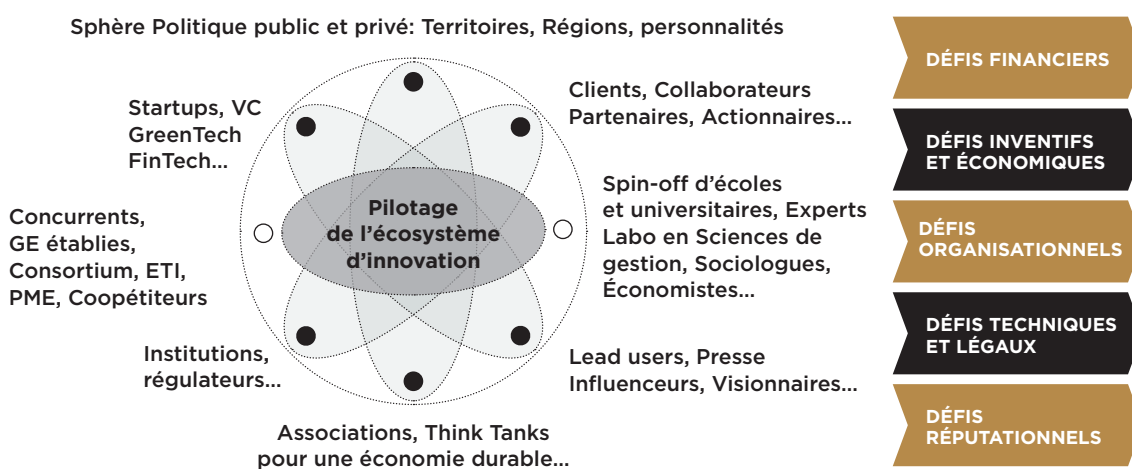 Sphère Politique public et privé: Territoires, Régions, personnalités
Startups, VC
GreenTech
FinTech...
Clients, Collaborateurs
Partenaires, Actionnaires...
Concurrents,
GE établies,
Consortium, ETI,
PME, Coopétiteurs
Pilotage
de l'écosystème
d'innovation
Spin-off d'écoles
et universitaires, Experts
Labo en Sciences de
gestion, Sociologues,
Économistes...
Institutions,
régulateurs...
Lead users, Presse
Influenceurs, Visionnaires...
Associations, Think Tanks
pour une économie durable...
DÉFIS FINANCIERS
DÉFIS INVENTIFS
ET ÉCONOMIQUES
DÉFIS
ORGANISATIONNELS
DÉFIS TECHNIQUES
ET LÉGAUX
DÉFIS
RÉPUTATIONNELS